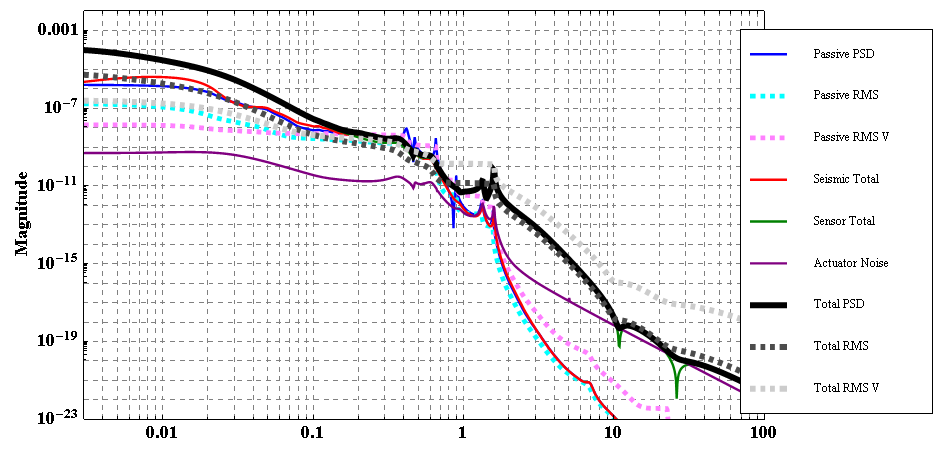 0.001
10−7
10−11
10−15
10−19
10−23
Magnitude
0.01
0.1
1
10
100
Passive PSD
Passive RMS
Passive RMS V
Seismic Total
Sensor Total
Actuator Noise
Total PSD
Total RMS
Total RMS V